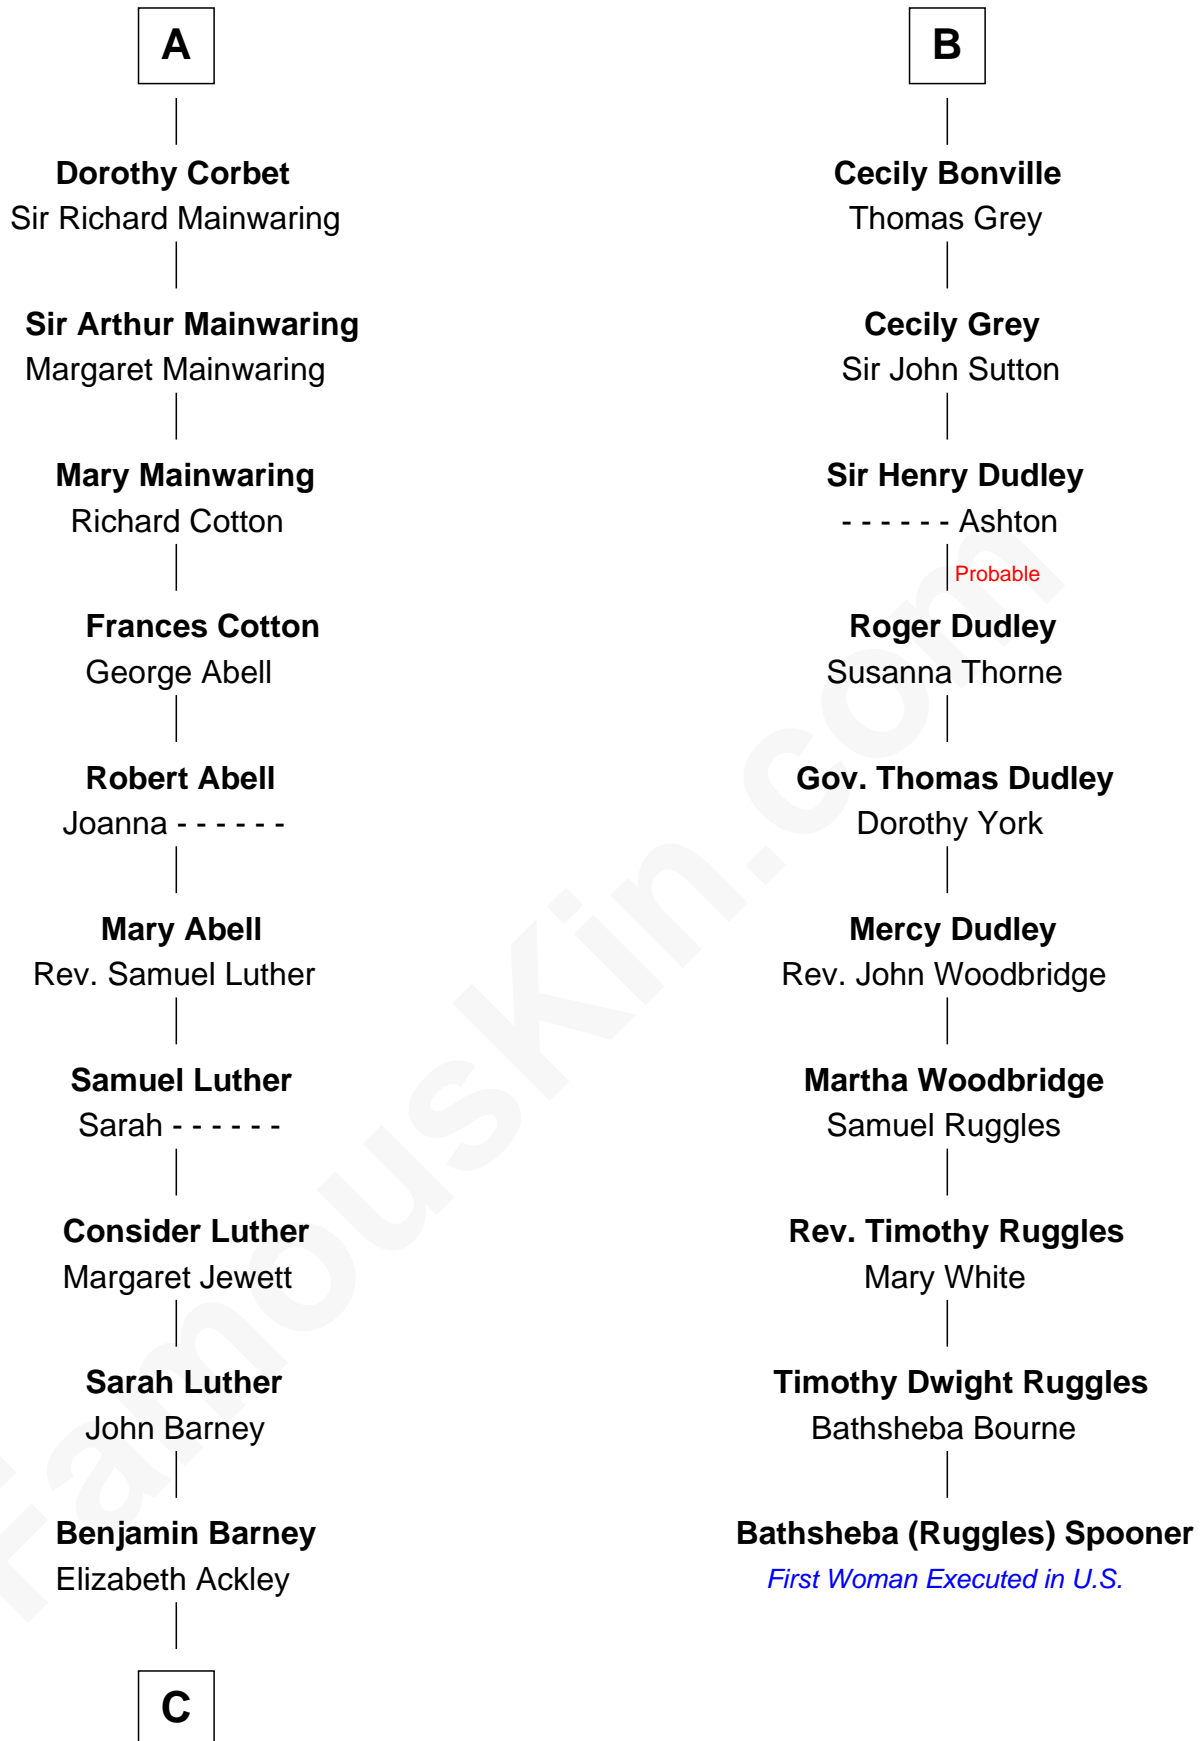 A
Dorothy Corbet
Sir Richard Mainwaring
Sir Arthur Mainwaring
Margaret Mainwaring
Mary Mainwaring
Richard Cotton
Frances Cotton
George Abell
Robert Abell
Joanna - - - - - -
Mary Abell
Rev. Samuel Luther
Samuel Luther
Sarah - - - - - -
Consider Luther
Margaret Jewett
Sarah Luther
John Barney
Benjamin Barney
Elizabeth Ackley
C
B
Cecily Bonville
Thomas Grey
Cecily Grey
Sir John Sutton
Sir Henry Dudley
- - - - - - Ashton
Probable
Roger Dudley
Susanna Thorne
Gov. Thomas Dudley
Dorothy York
Mercy Dudley
Rev. John Woodbridge
Martha Woodbridge
Samuel Ruggles
Rev. Timothy Ruggles
Mary White
Timothy Dwight Ruggles
Bathsheba Bourne
Bathsheba (Ruggles) Spooner
First Woman Executed in U.S.
FamousKin.com